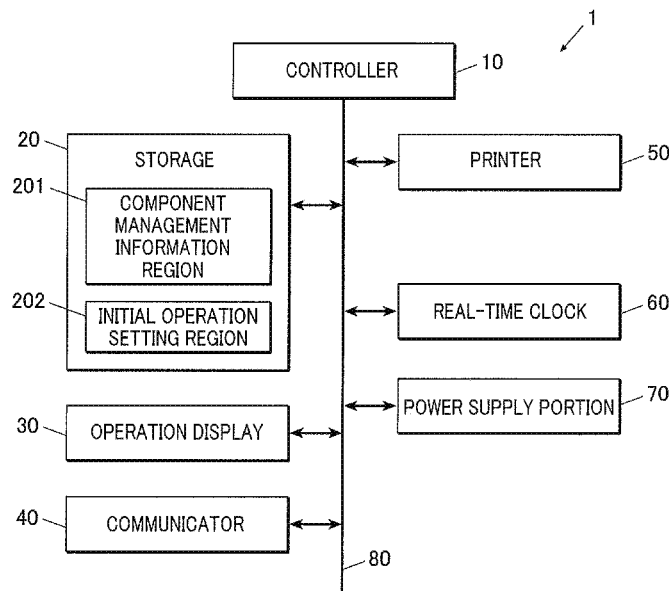 1
CONTROLLER
10
20
STORAGE
201
COMPONENT
MANAGEMENT
INFORMATION
REGION
202
INITIAL OPERATION
SETTING REGION
PRINTER
50
REAL-TIME CLOCK
60
POWER SUPPLY PORTION
70
30
OPERATION DISPLAY
40
COMMUNICATOR
80